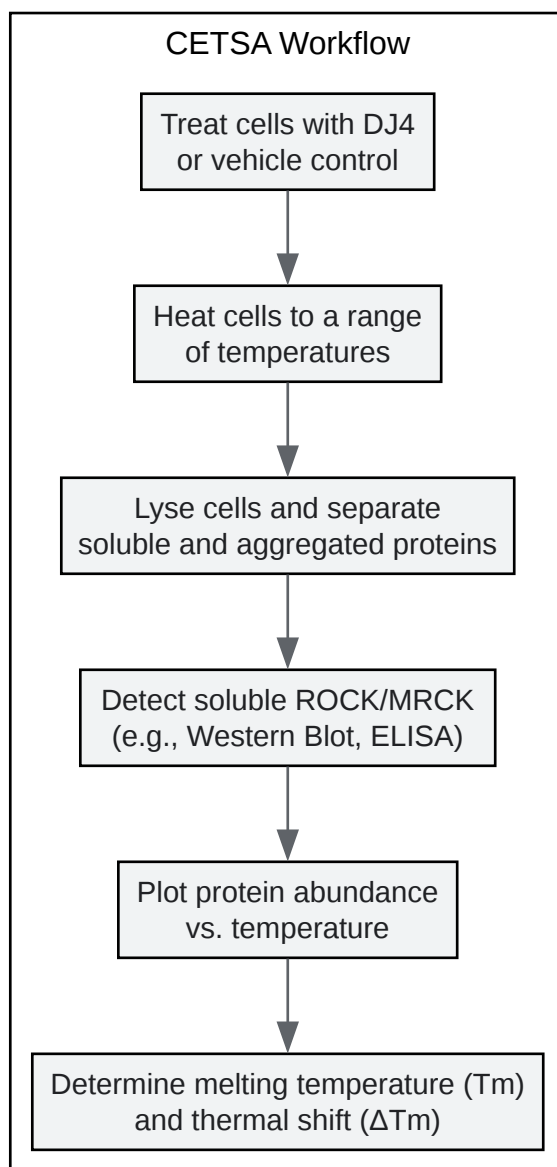 CETSA Workflow
Treat cells with DJ4
or vehicle control
Heat cells to a range
of temperatures
Lyse cells and separate
soluble and aggregated proteins
Detect soluble ROCK/MRCK
(e.g., Western Blot, ELISA)
Plot protein abundance
vs. temperature
Determine melting temperature (Tm)
and thermal shift (ΔTm)